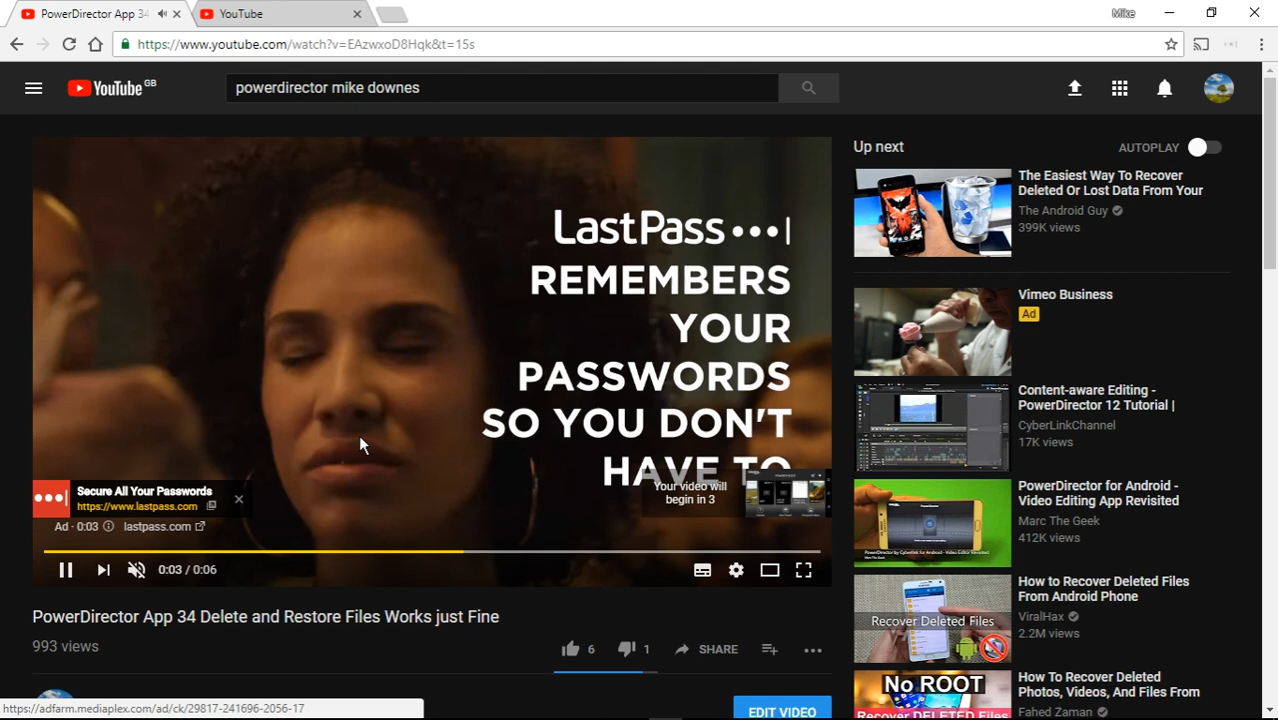 PowerDirector App 34
YouTube
Mike
https://www.youtube.com/watch?v=EAzwxoD8Hqk&t=15s
YouTube GB
powerdirector mike downes
LastPass •••|
REMEMBERS
YOUR
PASSWORDS
SO YOU DON'T
HAVE TO
Your video will
begin in 3
Secure All Your Passwords
https://www.lastpass.com
Ad · 0:03
lastpass.com
0:03 / 0:06
PowerDirector App 34 Delete and Restore Files Works just Fine
993 views
6
1
SHARE
EDIT VIDEO
https://adfarm.mediaplex.com/ad/ck/29817-241696-2056-17
Up next
AUTOPLAY
The Easiest Way To Recover
Deleted Or Lost Data From Your
The Android Guy
399K views
Vimeo Business
Ad
Content-aware Editing -
PowerDirector 12 Tutorial |
CyberLinkChannel
17K views
PowerDirector for Android -
Video Editing App Revisited
Marc The Geek
412K views
How to Recover Deleted Files
From Android Phone
ViralHax
2.2M views
Recover Deleted Files
How To Recover Deleted
Photos, Videos, And Files From
Fahed Zaman
No ROOT
Recover DELETED Files